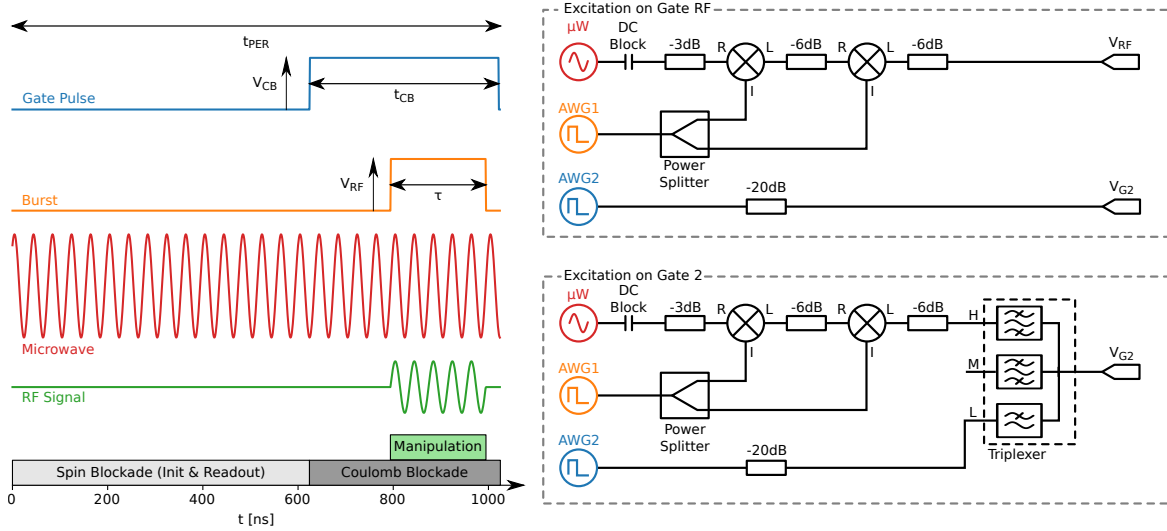 t_PER
V_CB
t_CB
Gate Pulse
V_RF
τ
Burst
Microwave
RF Signal
Manipulation
Spin Blockade (Init & Readout)
Coulomb Blockade
0
200
400
600
800
1000
t [ns]
Excitation on Gate RF
μW
DC
Block
-3dB
R
L
-6dB
R
L
-6dB
V_RF
I
I
AWG1
Power
Splitter
AWG2
-20dB
V_G2
Excitation on Gate 2
μW
DC
Block
-3dB
R
L
-6dB
R
L
-6dB
H
I
I
M
V_G2
AWG1
L
Power
Splitter
AWG2
-20dB
Triplexer